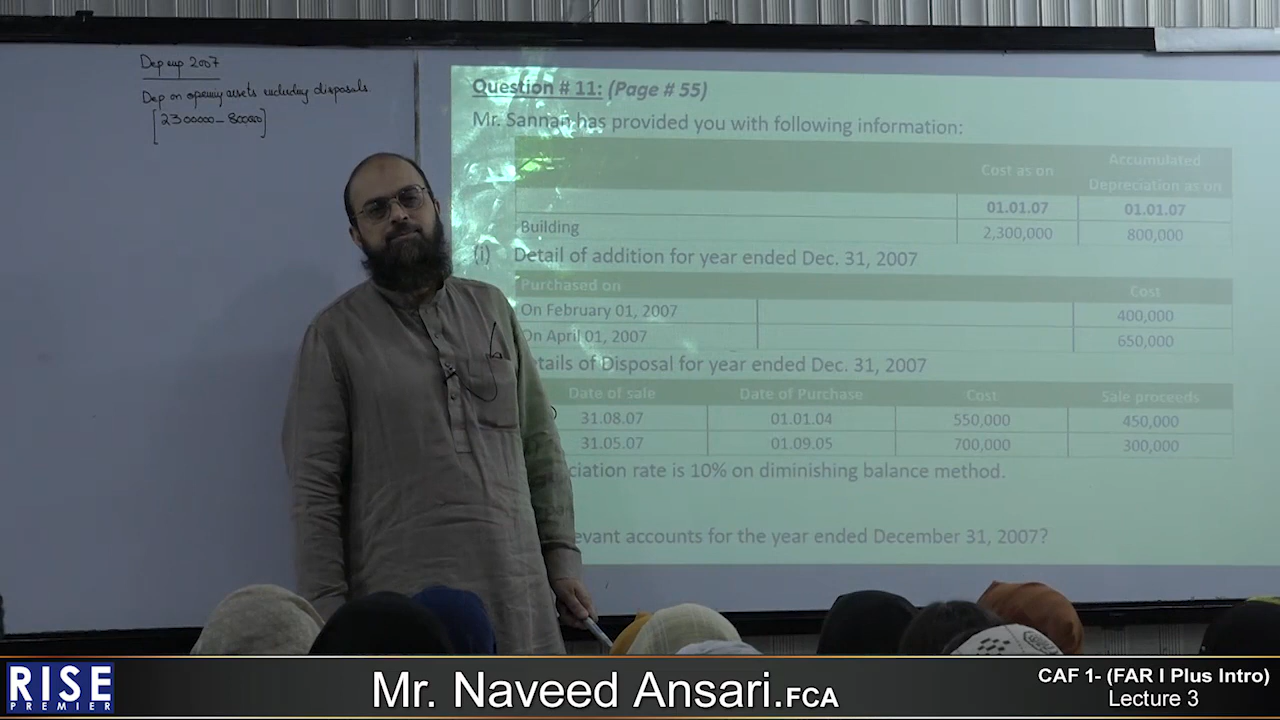 Dep exp 2007
Dep on opening assets excluding disposals
[2300000 - 800000]
Question # 11: (Page # 55)
Mr. Sannan has provided you with following information:
Cost as on Accumulated Depreciation as on
01.01.07 01.01.07
Building 2,300,000 800,000
(i) Detail of addition for year ended Dec. 31, 2007
Purchased on Cost
On February 01, 2007 400,000
On April 01, 2007 650,000
etails of Disposal for year ended Dec. 31, 2007
Date of sale Date of Purchase Cost Sale proceeds
31.08.07 01.01.04 550,000 450,000
31.05.07 01.09.05 700,000 300,000
ciation rate is 10% on diminishing balance method.
evant accounts for the year ended December 31, 2007?
RISE
PREMIER
Mr. Naveed Ansari.FCA
CAF 1- (FAR I Plus Intro)
Lecture 3